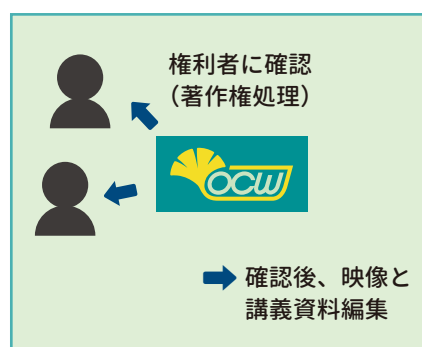 権利者に確認
（著作権処理）
OCW
確認後、映像と
講義資料編集